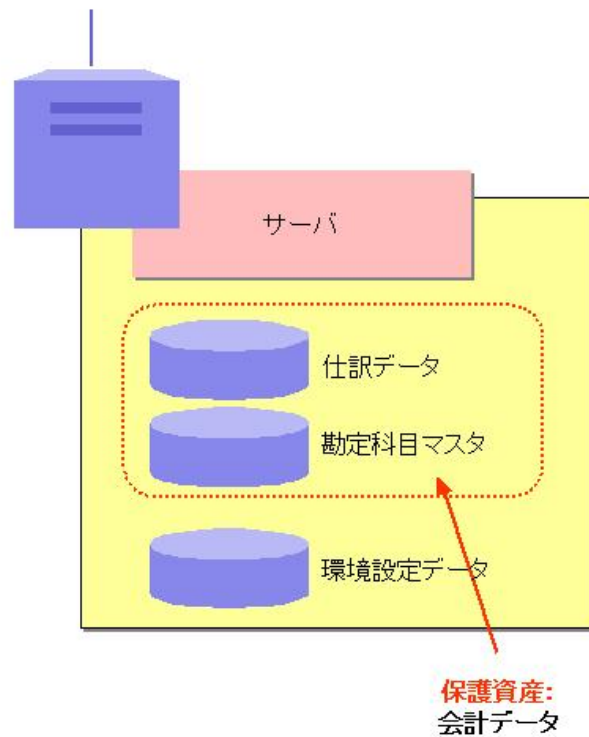 サーバ
仕訳データ
勘定科目マスタ
環境設定データ
保護資産:
会計データ